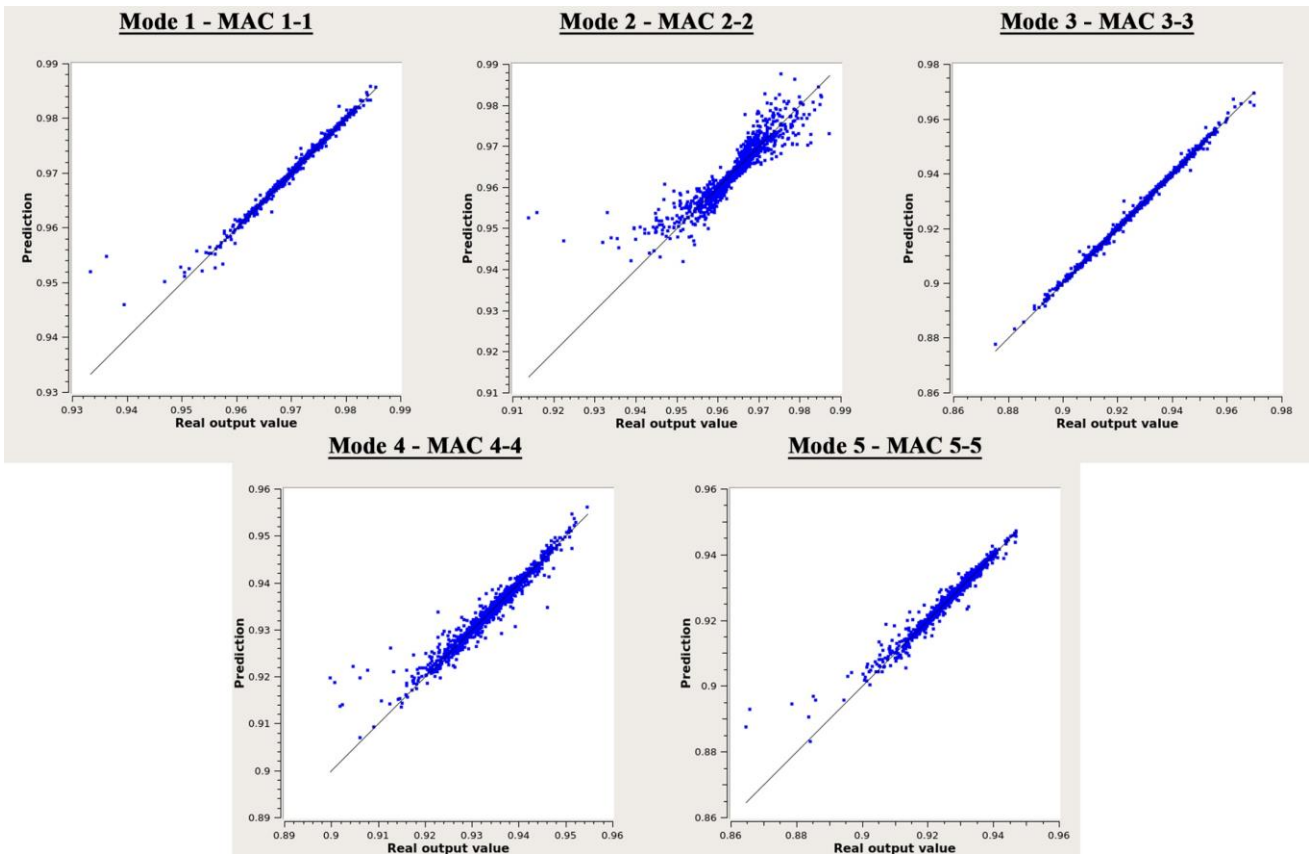 Mode 1 - MAC 1-1
Mode 2 - MAC 2-2
Mode 3 - MAC 3-3
0.99
0.98
0.97
0.96
0.95
0.94
0.93
Prediction
0.93 0.94 0.95 0.96 0.97 0.98 0.99
Real output value
0.99
0.98
0.97
0.96
0.95
0.94
0.93
0.92
0.91
Prediction
0.91 0.92 0.93 0.94 0.95 0.96 0.97 0.98 0.99
Real output value
0.98
0.96
0.94
0.92
0.9
0.88
0.86
Prediction
0.86 0.88 0.9 0.92 0.94 0.96 0.98
Real output value
Mode 4 - MAC 4-4
Mode 5 - MAC 5-5
0.96
0.95
0.94
0.93
0.92
0.91
0.9
0.89
Prediction
0.89 0.9 0.91 0.92 0.93 0.94 0.95 0.96
Real output value
0.96
0.94
0.92
0.9
0.88
0.86
Prediction
0.86 0.88 0.9 0.92 0.94 0.96
Real output value